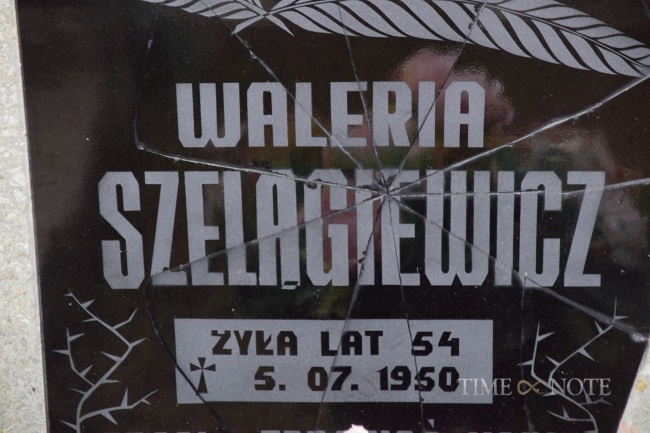 WALERIA
SZELĄGIEWICZ
ŻYŁA LAT 54
5. 07. 1950
TIME NOTE